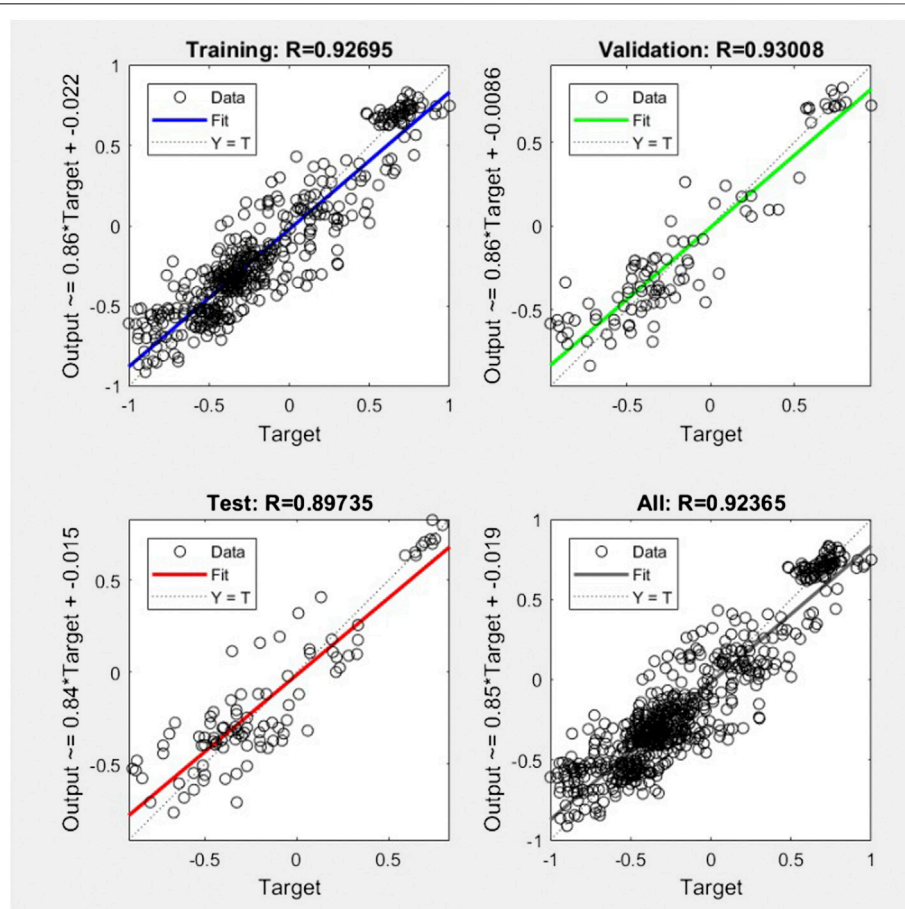 Training: R=0.92695
Output ~= 0.86*Target + -0.022
1
0.5
0
-0.5
-1
Data
Fit
Y = T
-1 -0.5 0 0.5 1
Target
Validation: R=0.93008
Output ~= 0.86*Target + -0.0086
0.5
0
-0.5
Data
Fit
Y = T
-0.5 0 0.5
Target
Test: R=0.89735
Output ~= 0.84*Target + -0.015
0.5
0
-0.5
Data
Fit
Y = T
-0.5 0 0.5
Target
All: R=0.92365
Output ~= 0.85*Target + -0.019
1
0.5
0
-0.5
-1
Data
Fit
Y = T
-1 -0.5 0 0.5 1
Target